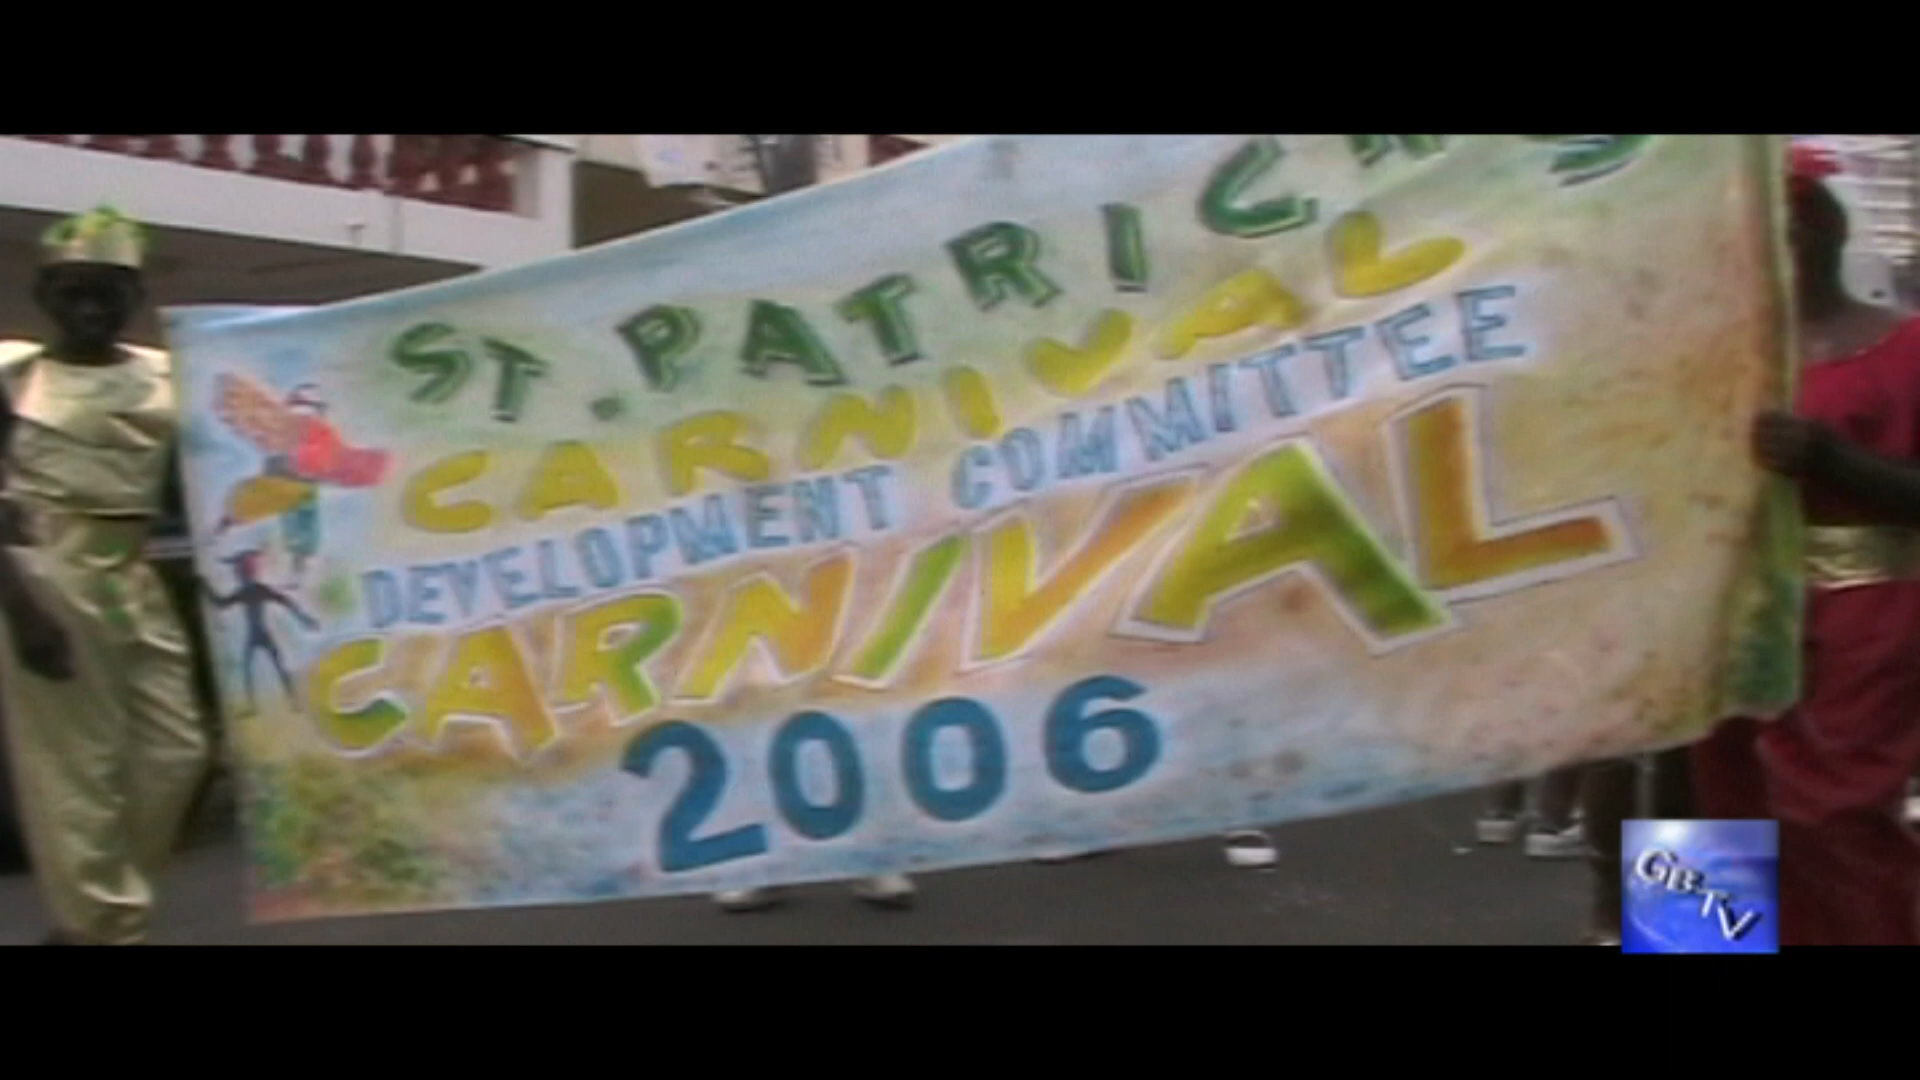 ST. PATRICK'S
CARNIVAL
DEVELOPMENT COMMITTEE
CARNIVAL
2006
GBTV